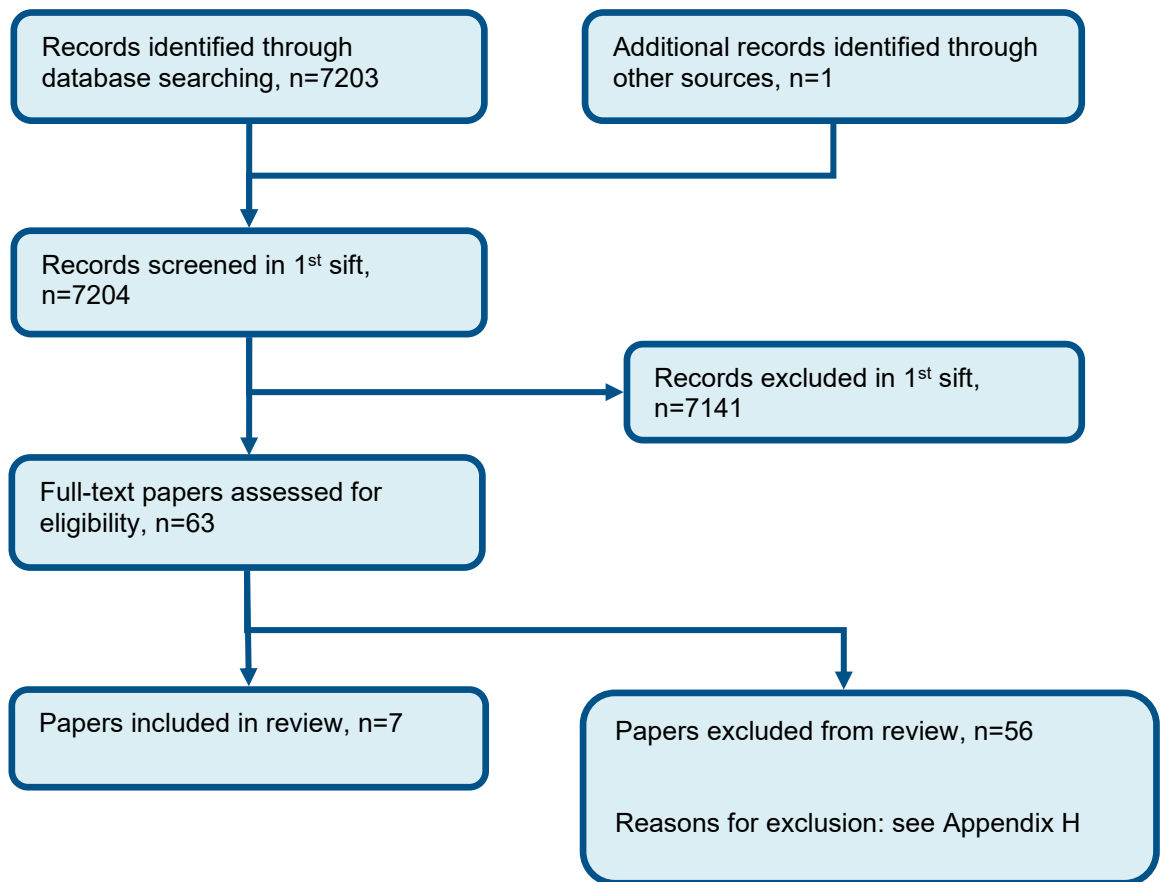 Records identified through
database searching, n=7203
Additional records identified through
other sources, n=1
Records screened in 1st sift,
n=7204
Records excluded in 1st sift,
n=7141
Full-text papers assessed for
eligibility, n=63
Papers included in review, n=7
Papers excluded from review, n=56
Reasons for exclusion: see Appendix H